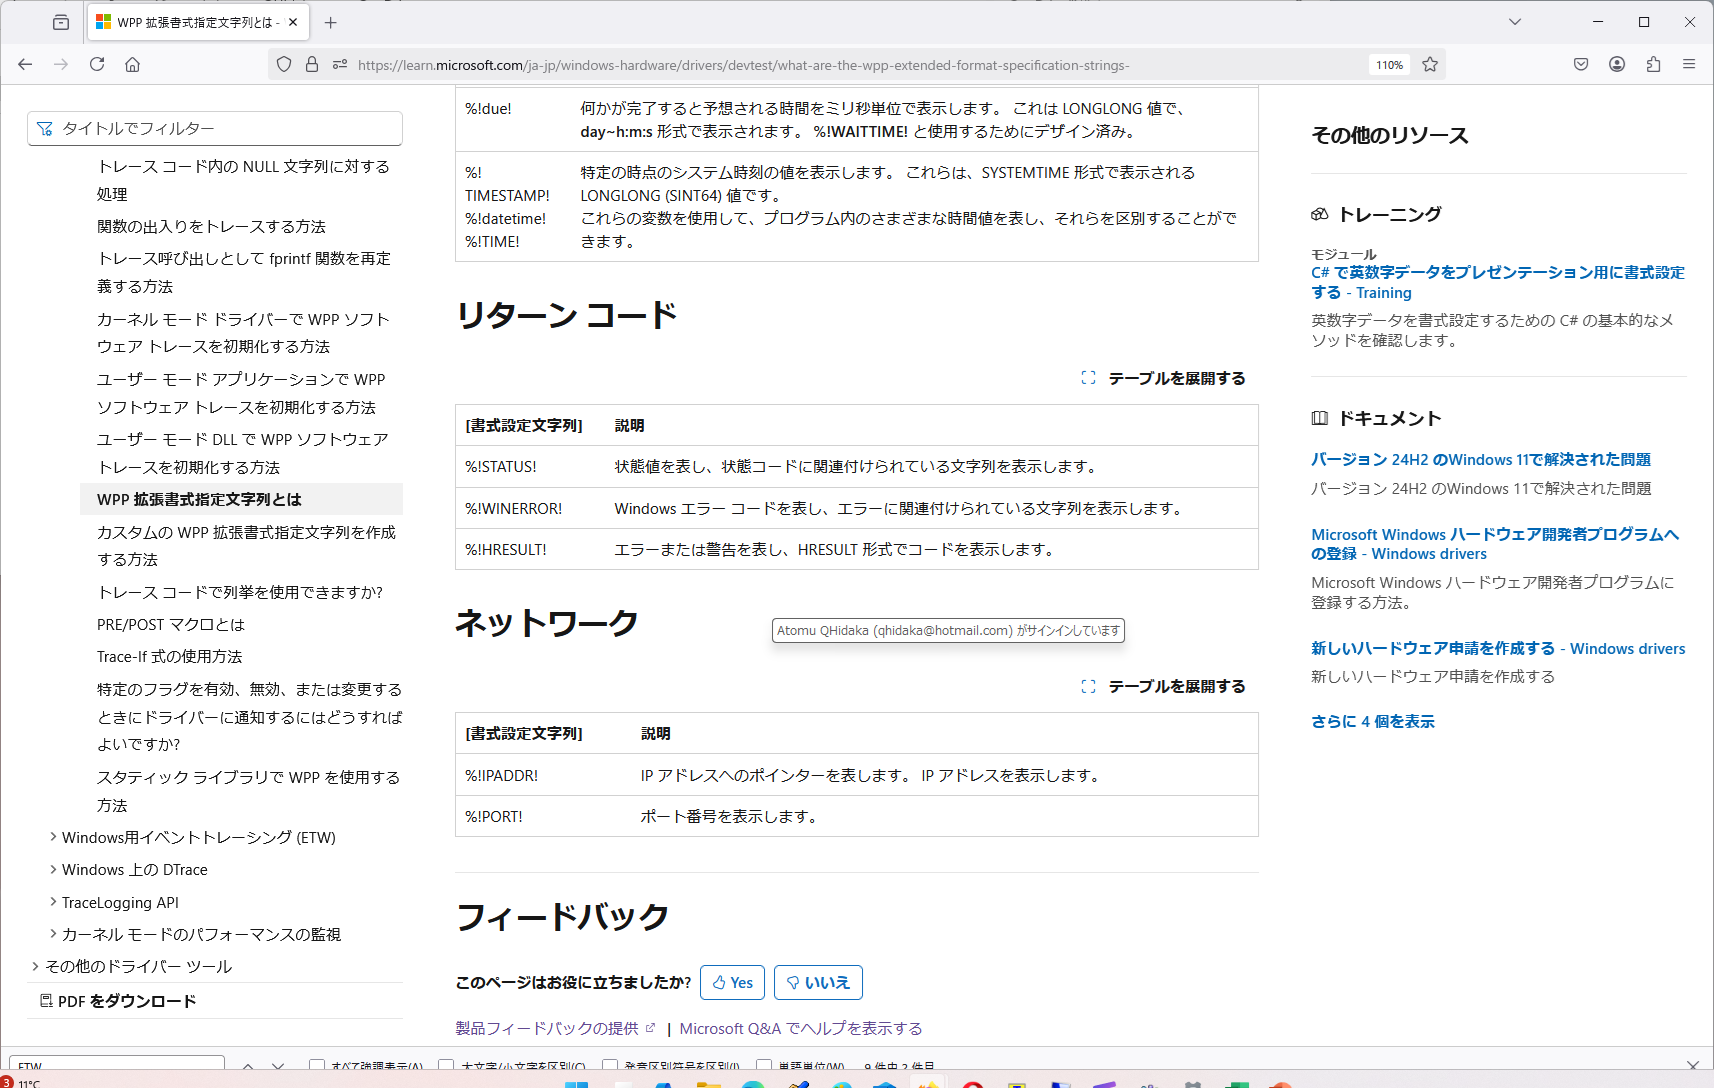 WPP 拡張書式指定文字列とは -
https://learn.microsoft.com/ja-jp/windows-hardware/drivers/devtest/what-are-the-wpp-extended-format-specification-strings-
110%
タイトルでフィルター
トレース コード内の NULL 文字列に対する
処理
関数の出入りをトレースする方法
トレース呼び出しとして fprintf 関数を再定
義する方法
カーネル モード ドライバーで WPP ソフト
ウェア トレースを初期化する方法
ユーザー モード アプリケーションで WPP
ソフトウェア トレースを初期化する方法
ユーザー モード DLL で WPP ソフトウェア
トレースを初期化する方法
WPP 拡張書式指定文字列とは
カスタムの WPP 拡張書式指定文字列を作成
する方法
トレース コードで列挙を使用できますか?
PRE/POST マクロとは
Trace-If 式の使用方法
特定のフラグを有効、無効、または変更する
ときにドライバーに通知するにはどうすれば
よいですか?
スタティック ライブラリで WPP を使用する
方法
Windows用イベントトレーシング (ETW)
Windows 上の DTrace
TraceLogging API
カーネル モードのパフォーマンスの監視
その他のドライバー ツール
PDF をダウンロード
%!due! 何かが完了すると予想される時間をミリ秒単位で表示します。 これは LONGLONG 値で、
day~h:m:s 形式で表示されます。 %!WAITTIME! と使用するためにデザイン済み。
%! 特定の時点のシステム時刻の値を表示します。 これらは、SYSTEMTIME 形式で表示される
TIMESTAMP! LONGLONG (SINT64) 値です。
%!datetime! これらの変数を使用して、プログラム内のさまざまな時間値を表し、それらを区別することがで
%!TIME! きます。
リターン コード
テーブルを展開する
[書式設定文字列] 説明
%!STATUS! 状態値を表し、状態コードに関連付けられている文字列を表示します。
%!WINERROR! Windows エラー コードを表し、エラーに関連付けられている文字列を表示します。
%!HRESULT! エラーまたは警告を表し、HRESULT 形式でコードを表示します。
ネットワーク
Atomu QHidaka (qhidaka@hotmail.com) がサインインしています
テーブルを展開する
[書式設定文字列] 説明
%!IPADDR! IP アドレスへのポインターを表します。 IP アドレスを表示します。
%!PORT! ポート番号を表示します。
フィードバック
このページはお役に立ちましたか? Yes いいえ
製品フィードバックの提供 | Microsoft Q&A でヘルプを表示する
その他のリソース
トレーニング
モジュール
C# で英数字データをプレゼンテーション用に書式設定
する - Training
英数字データを書式設定するための C# の基本的なメ
ソッドを確認します。
ドキュメント
バージョン 24H2 のWindows 11で解決された問題
バージョン 24H2 のWindows 11で解決された問題
Microsoft Windows ハードウェア開発者プログラムへ
の登録 - Windows drivers
Microsoft Windows ハードウェア開発者プログラムに
登録する方法。
新しいハードウェア申請を作成する - Windows drivers
新しいハードウェア申請を作成する
さらに 4 個を表示
ETW すべて強調表示(A) 大文字/小文字を区別(C) 発音区別符号を区別(I) 単語単位(W) 9 件中 2 件目
3 11°C